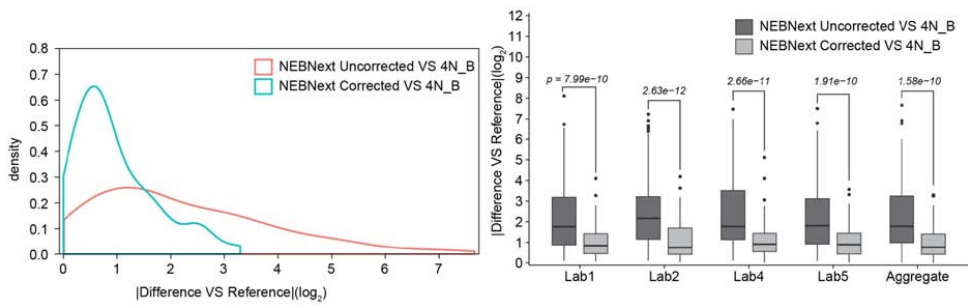 0.8
0.7
0.6
0.5
0.4
0.3
0.2
0.1
0.0
density
NEBNext Uncorrected VS 4N_B
NEBNext Corrected VS 4N_B
0 1 2 3 4 5 6 7
|Difference VS Reference|(log2)
12
11
10
9
8
7
6
5
4
3
2
1
0
|Difference VS Reference|(log2)
NEBNext Uncorrected VS 4N_B
NEBNext Corrected VS 4N_B
p = 7.99e−10 2.63e−12 2.66e−11 1.91e−10 1.58e−10
Lab1 Lab2 Lab4 Lab5 Aggregate